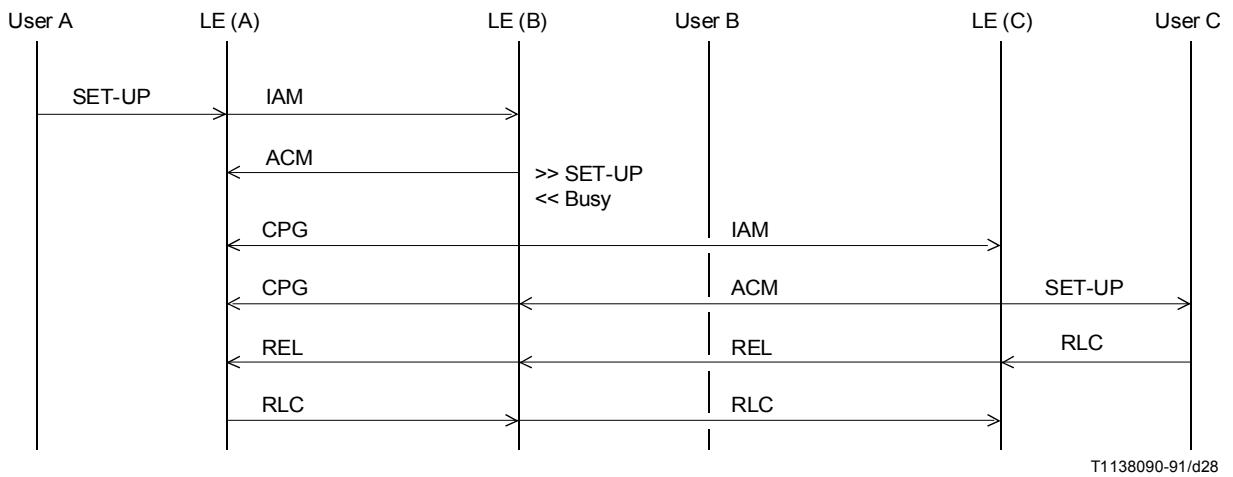 User A LE (A) LE (B) User B LE (C) User C
SET-UP IAM
ACM
>> SET-UP
<< Busy
CPG IAM
CPG ACM SET-UP
REL REL RLC
RLC RLC
T1138090-91/d28